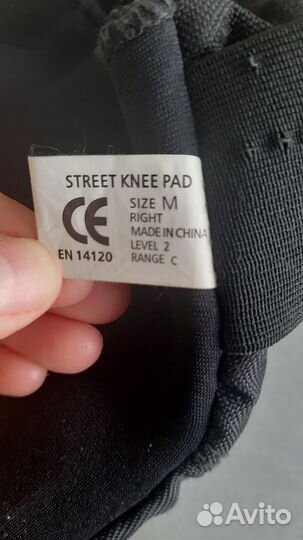 STREET KNEE PAD
CE
SIZE M
RIGHT
MADE IN CHINA
EN 14120
LEVEL 2
RANGE C
Avito